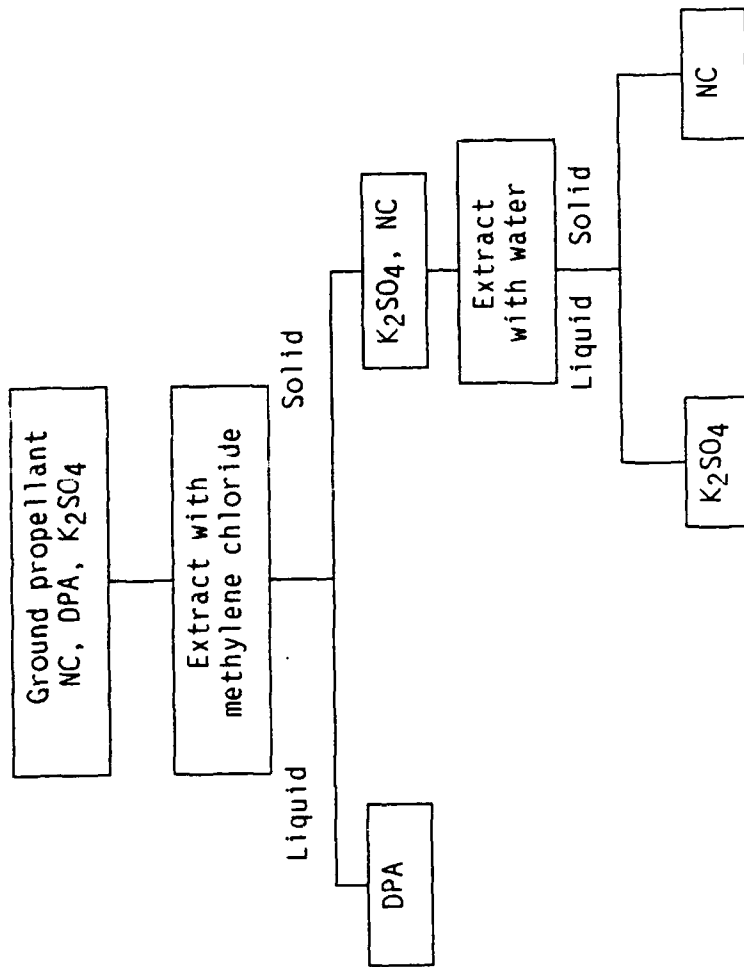 Ground propellant
NC, DPA, K2SO4
Extract with
methylene chloride
Liquid
Solid
DPA
K2SO4, NC
Extract
with water
Liquid
Solid
K2SO4
NC